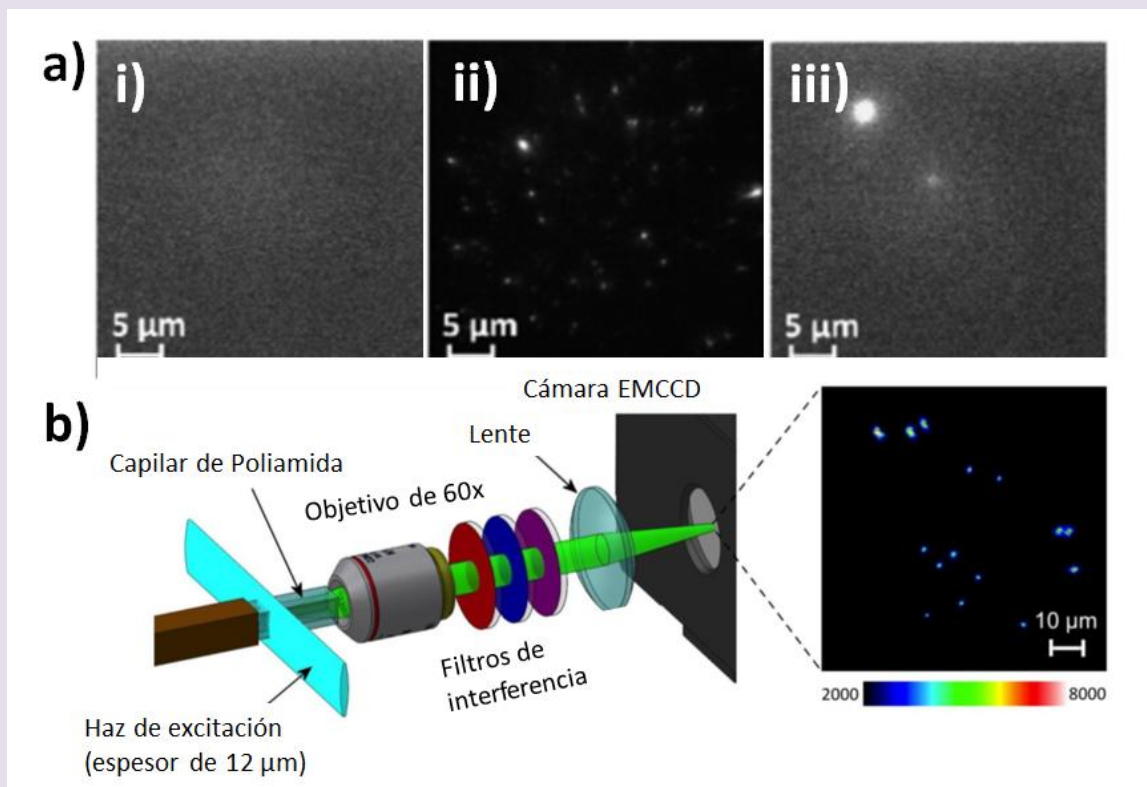 a)
i)
ii)
iii)
5 µm
5 µm
5 µm
b)
Cámara EMCCD
Lente
Capilar de Poliamida
Objetivo de 60x
Filtros de
interferencia
Haz de excitación
(espesor de 12 µm)
10 µm
2000
8000